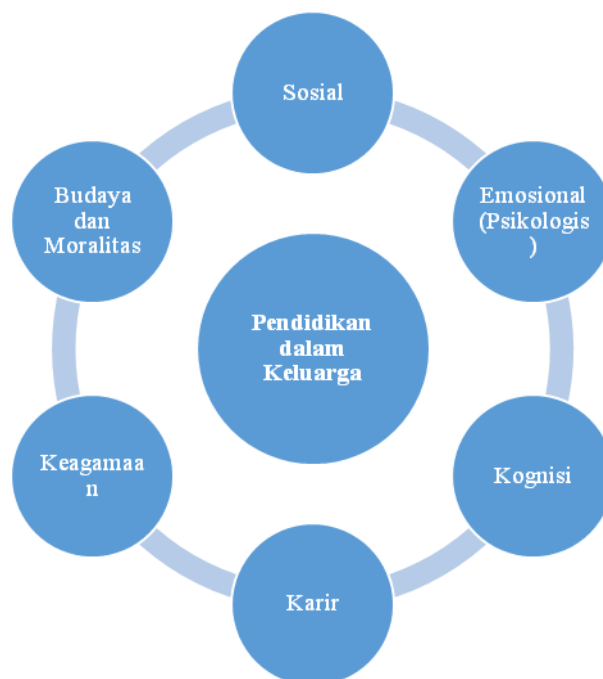 Sosial
Emosional
(Psikologis
)
Kognisi
Karir
Keagamaa
n
Budaya
dan
Moralitas
Pendidikan
dalam
Keluarga